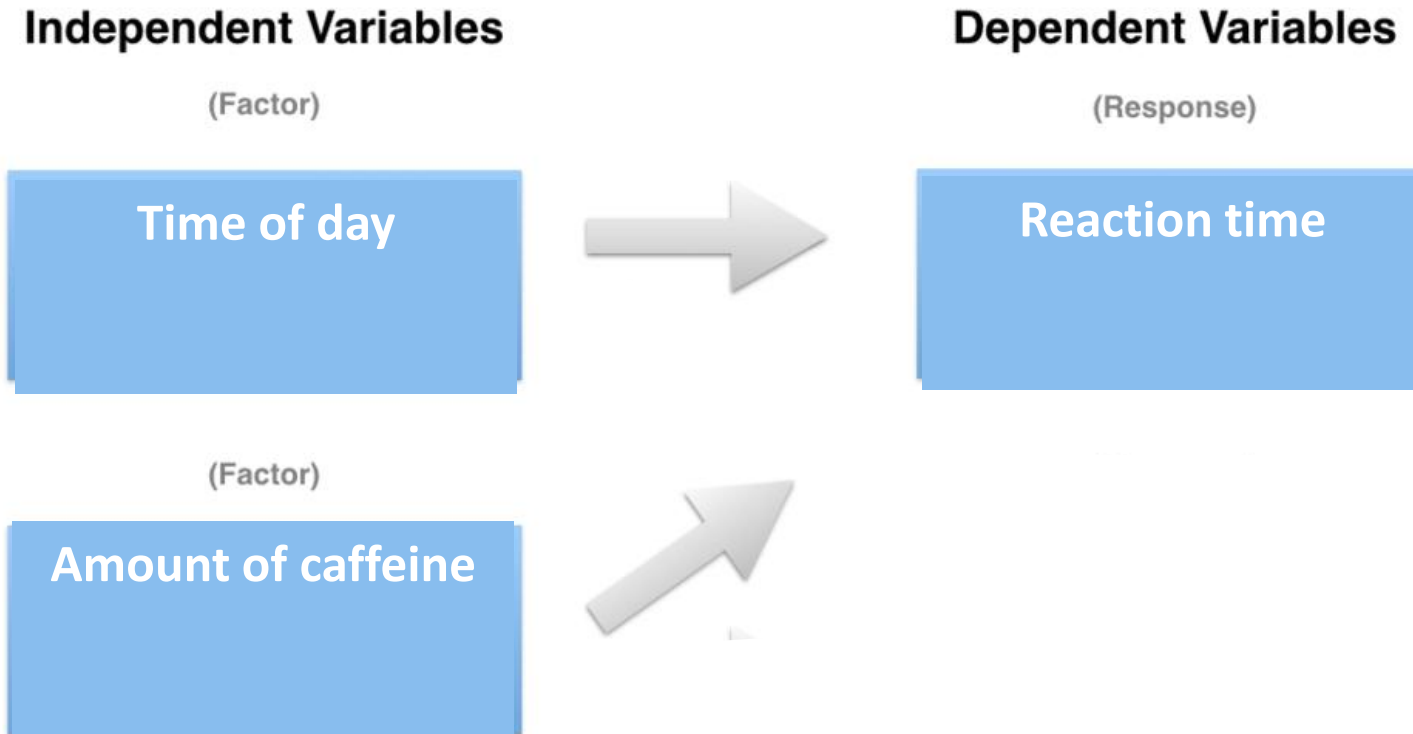 Independent Variables
Dependent Variables
(Factor)
(Response)
Time of day
Reaction time
(Factor)
Amount of caffeine